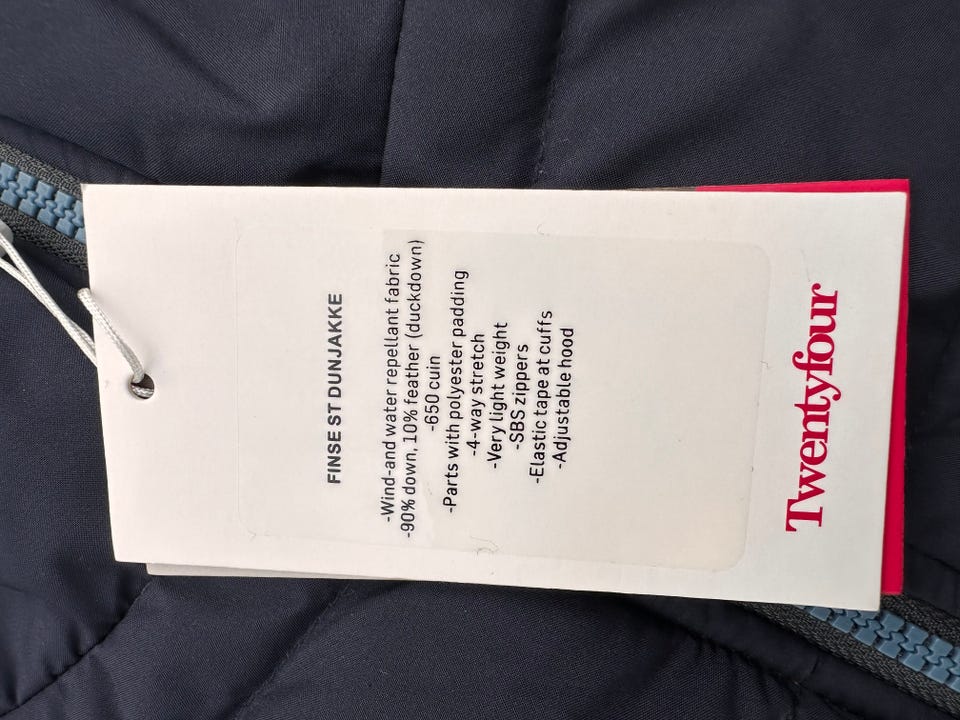 FINSE ST DUNJAKKE
-Wind-and water repellant fabric
-90% down, 10% feather (duckdown)
-650 cuin
-Parts with polyester padding
-4-way stretch
-Very light weight
-SBS zippers
-Elastic tape at cuffs
-Adjustable hood
Twentyfour